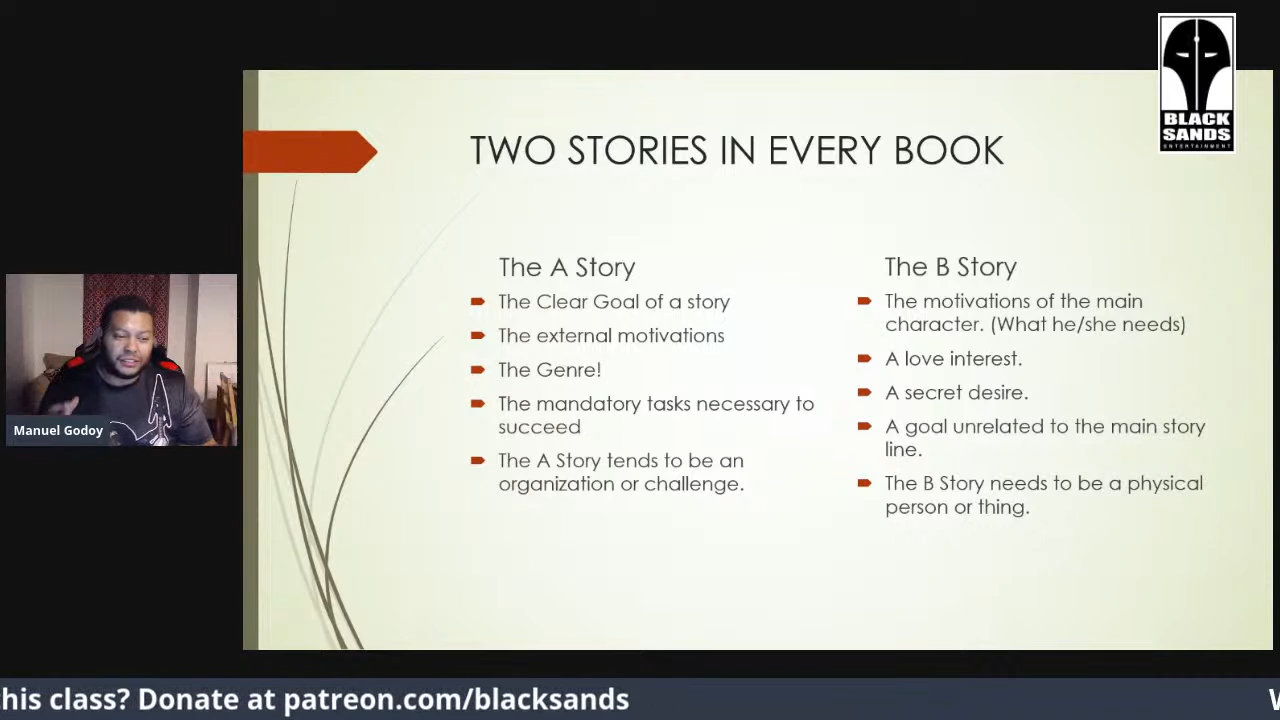 BLACK
SANDS
ENTERTAINMENT
TWO STORIES IN EVERY BOOK
The A Story
The Clear Goal of a story
The external motivations
The Genre!
The mandatory tasks necessary to
succeed
The A Story tends to be an
organization or challenge.
The B Story
The motivations of the main
character. (What he/she needs)
A love interest.
A secret desire.
A goal unrelated to the main story
line.
The B Story needs to be a physical
person or thing.
Manuel Godoy
this class? Donate at patreon.com/blacksands